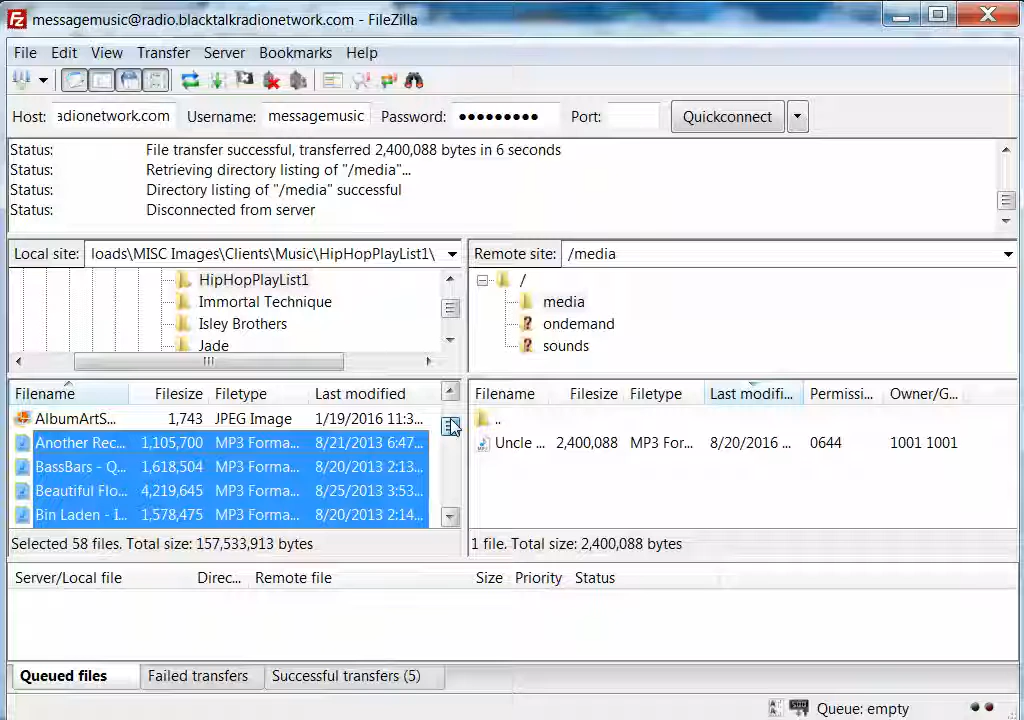 messagemusic@radio.blacktalkradionetwork.com - FileZilla
File Edit View Transfer Server Bookmarks Help
Host: adionetwork.com Username: messagemusic Password: ●●●●●●●●● Port: Quickconnect
Status: File transfer successful, transferred 2,400,088 bytes in 6 seconds
Status: Retrieving directory listing of "/media"...
Status: Directory listing of "/media" successful
Status: Disconnected from server
Local site: loads\MISC Images\Clients\Music\HipHopPlayList1\ Remote site: /media
HipHopPlayList1
Immortal Technique
Isley Brothers
Jade
/
media
ondemand
sounds
Filename Filesize Filetype Last modified
AlbumArtS... 1,743 JPEG Image 1/19/2016 11:3...
Another Rec... 1,105,700 MP3 Forma... 8/21/2013 6:47...
BassBars - Q... 1,618,504 MP3 Forma... 8/20/2013 2:13...
Beautiful Flo... 4,219,645 MP3 Forma... 8/25/2013 3:53...
Bin Laden - I... 1,578,475 MP3 Forma... 8/20/2013 2:14...
Selected 58 files. Total size: 157,533,913 bytes
Filename Filesize Filetype Last modifi... Permissi... Owner/G...
..
Uncle ... 2,400,088 MP3 For... 8/20/2016 ... 0644 1001 1001
1 file. Total size: 2,400,088 bytes
Server/Local file Direc... Remote file Size Priority Status
Queued files Failed transfers Successful transfers (5)
Queue: empty